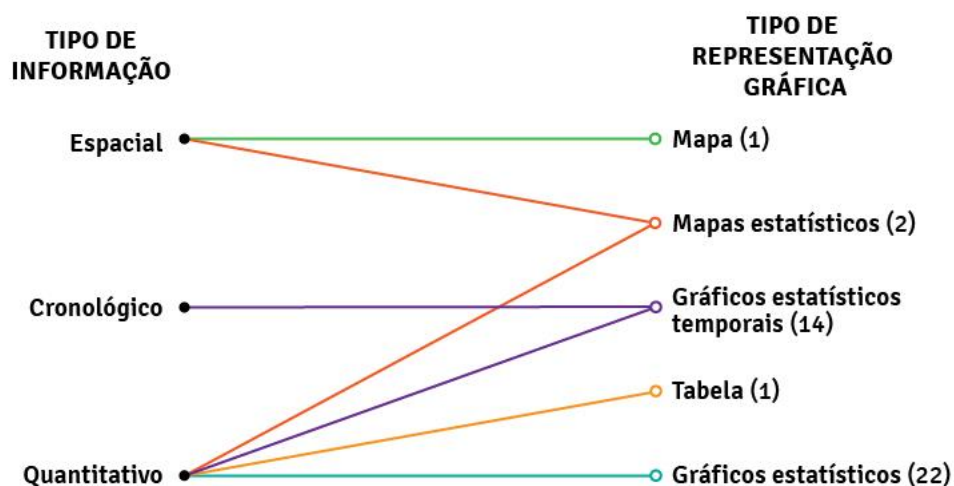 TIPO DE
INFORMAÇÃO
Espacial
Cronológico
Quantitativo
TIPO DE
REPRESENTAÇÃO
GRÁFICA
Mapa (1)
Mapas estatísticos (2)
Gráficos estatísticos
temporais (14)
Tabela (1)
Gráficos estatísticos (22)